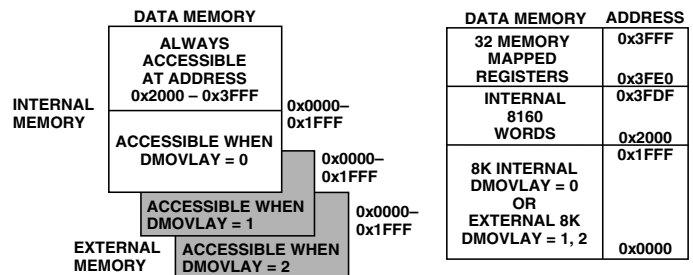 DATA MEMORY
ALWAYS
ACCESSIBLE
AT ADDRESS
0x2000 – 0x3FFF
INTERNAL
MEMORY
0x0000–
0x1FFF
ACCESSIBLE WHEN
DMOVLAY = 0
0x0000–
0x1FFF
ACCESSIBLE WHEN
DMOVLAY = 1
0x0000–
0x1FFF
EXTERNAL
MEMORY
ACCESSIBLE WHEN
DMOVLAY = 2
DATA MEMORY ADDRESS
32 MEMORY
MAPPED
REGISTERS
0x3FFF
0x3FE0
INTERNAL
8160
WORDS
0x3FDF
0x2000
8K INTERNAL
DMOVLAY = 0
OR
EXTERNAL 8K
DMOVLAY = 1, 2
0x1FFF
0x0000